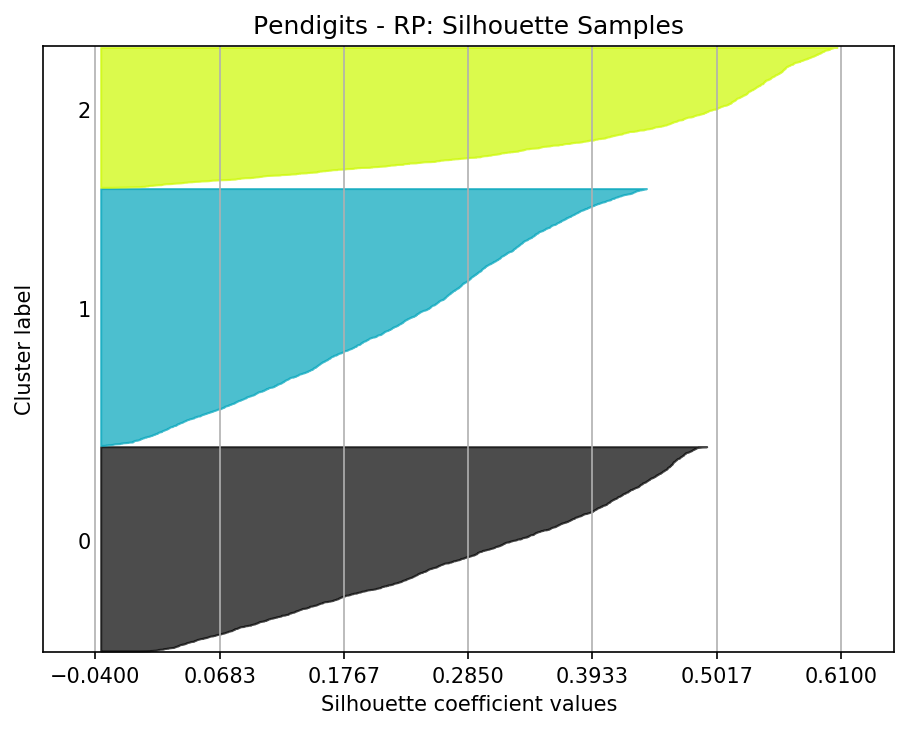 Pendigits - RP: Silhouette Samples
2
1
0
Cluster label
−0.0400 0.0683 0.1767 0.2850 0.3933 0.5017 0.6100
Silhouette coefficient values